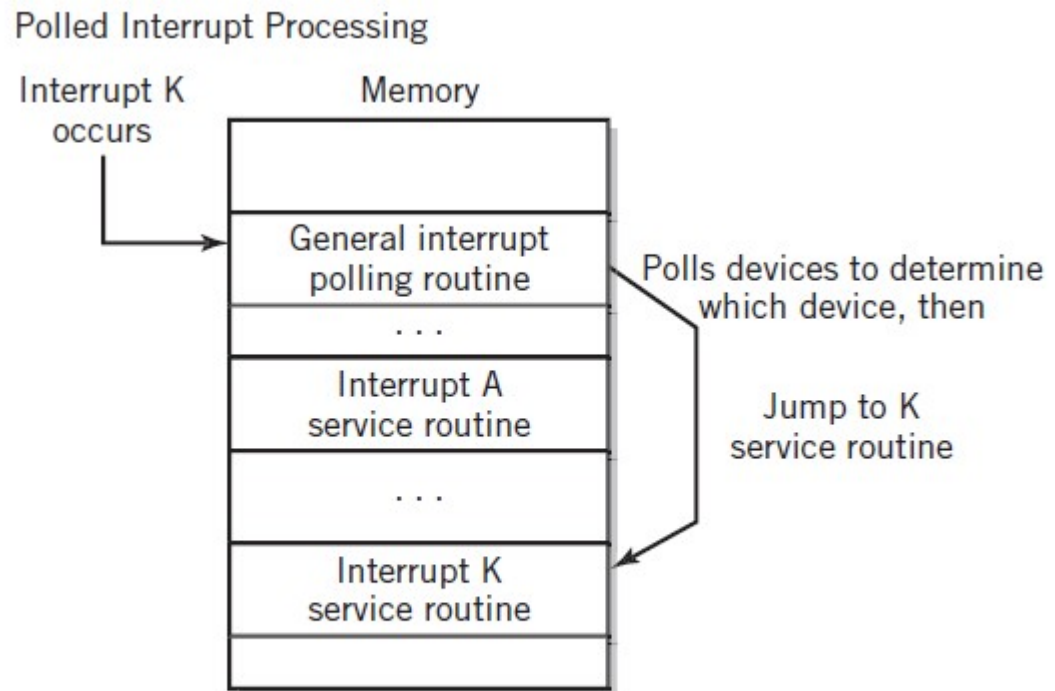 Polled Interrupt Processing
Interrupt K
occurs
Memory
General interrupt
polling routine
Polls devices to determine
which device, then
. . .
Interrupt A
service routine
Jump to K
service routine
. . .
Interrupt K
service routine